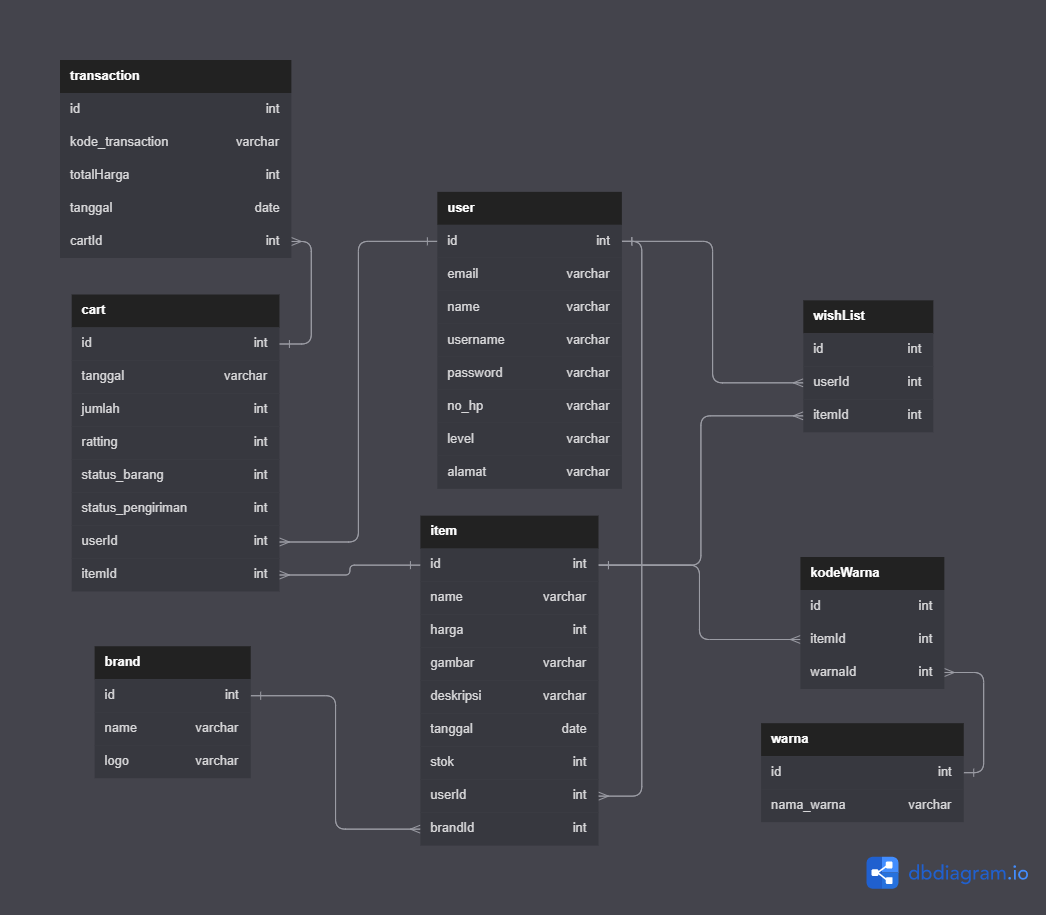 transaction
id int
kode_transaction varchar
totalHarga int
tanggal date
cartId int
cart
id int
tanggal varchar
jumlah int
ratting int
status_barang int
status_pengiriman int
userId int
itemId int
brand
id int
name varchar
logo varchar
user
id int
email varchar
name varchar
username varchar
password varchar
no_hp varchar
level varchar
alamat varchar
item
id int
name varchar
harga int
gambar varchar
deskripsi varchar
tanggal date
stok int
userId int
brandId int
wishList
id int
userId int
itemId int
kodeWarna
id int
itemId int
warnaId int
warna
id int
nama_warna varchar
dbdiagram.io